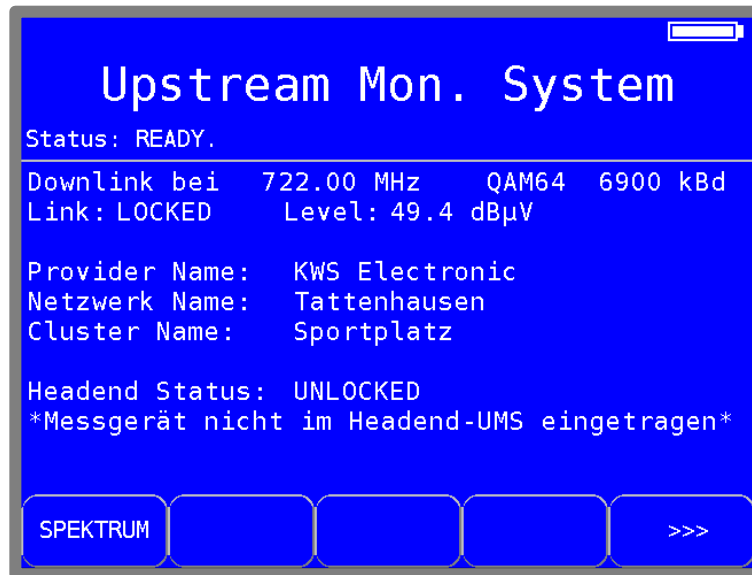 Upstream Mon. System
Status: READY.
Downlink bei 722.00 MHz QAM64 6900 kBd
Link: LOCKED Level: 49.4 dBµV
Provider Name: KWS Electronic
Netzwerk Name: Tattenhausen
Cluster Name: Sportplatz
Headend Status: UNLOCKED
*Messgerät nicht im Headend-UMS eingetragen*
SPEKTRUM >>>